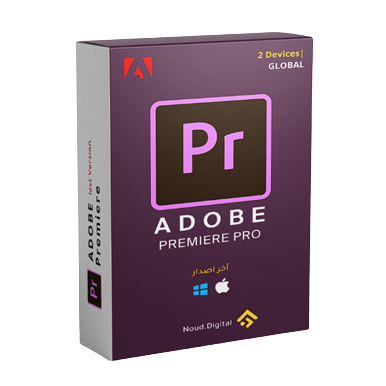 2 Devices|
GLOBAL
Pr
ADOBE
PREMIERE PRO
آخر اصدار
Noud.Digital
Pr
ADOBE last Version
Premiere